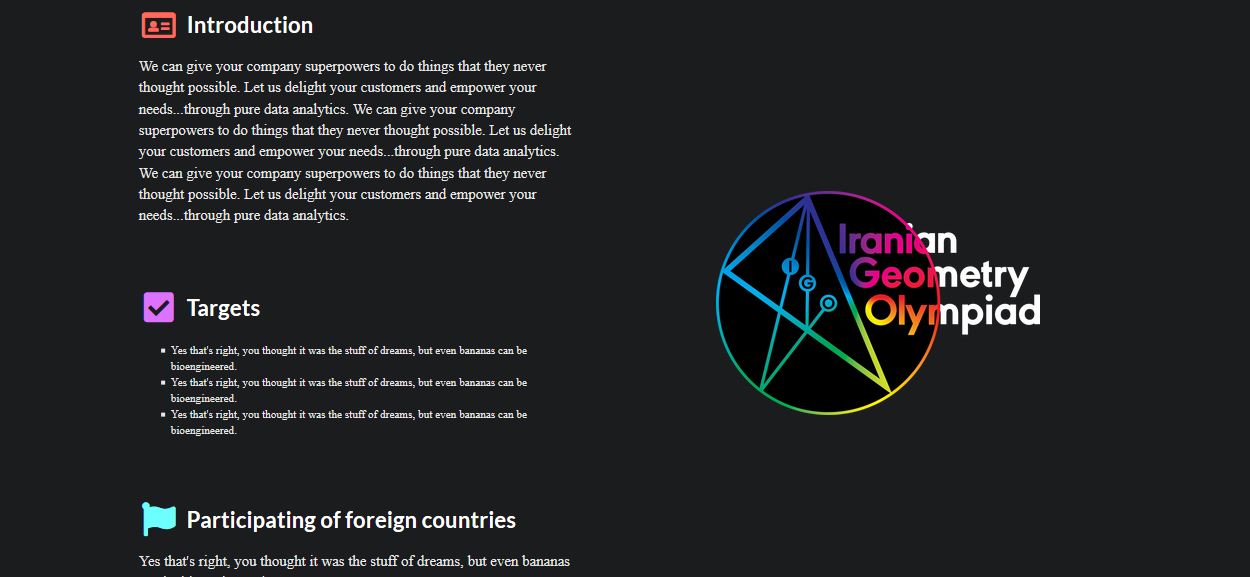 Introduction
We can give your company superpowers to do things that they never
thought possible. Let us delight your customers and empower your
needs...through pure data analytics. We can give your company
superpowers to do things that they never thought possible. Let us delight
your customers and empower your needs...through pure data analytics.
We can give your company superpowers to do things that they never
thought possible. Let us delight your customers and empower your
needs...through pure data analytics.
Targets
Yes that's right, you thought it was the stuff of dreams, but even bananas can be
bioengineered.
Yes that's right, you thought it was the stuff of dreams, but even bananas can be
bioengineered.
Yes that's right, you thought it was the stuff of dreams, but even bananas can be
bioengineered.
Participating of foreign countries
Yes that's right, you thought it was the stuff of dreams, but even bananas
I
G
Iranian
Geometry
Olympiad